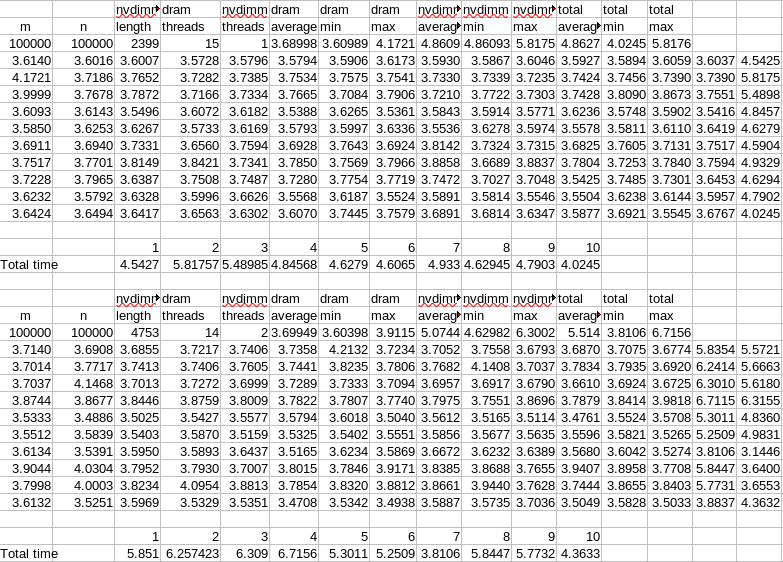 nvdimm dram nvdimm dram dram dram nvdimm nvdimm nvdimm total total total
m n length threads threads average min max average min max average min max
100000 100000 2399 15 1 3.68998 3.60989 4.1721 4.8609 4.86093 5.8175 4.8627 4.0245 5.8176
3.6140 3.6016 3.6007 3.5728 3.5796 3.5794 3.5906 3.6173 3.5930 3.5867 3.6046 3.5927 3.5894 3.6059 3.6037 4.5425
4.1721 3.7186 3.7652 3.7282 3.7385 3.7534 3.7575 3.7541 3.7330 3.7339 3.7235 3.7424 3.7456 3.7390 3.7390 5.8175
3.9999 3.7678 3.7872 3.7166 3.7334 3.7665 3.7084 3.7906 3.7210 3.7722 3.7303 3.7428 3.8090 3.8673 3.7551 5.4898
3.6093 3.6143 3.5496 3.6072 3.6182 3.5388 3.6265 3.5361 3.5843 3.5914 3.5771 3.6236 3.5748 3.5902 3.5416 4.8457
3.5850 3.6253 3.6267 3.5733 3.6169 3.5793 3.5997 3.6336 3.5536 3.6278 3.5974 3.5578 3.5811 3.6110 3.6419 4.6279
3.6911 3.6940 3.7331 3.6560 3.7594 3.6928 3.7643 3.6924 3.8142 3.7324 3.7315 3.6825 3.7605 3.7131 3.7517 4.5904
3.7517 3.7701 3.8149 3.8421 3.7341 3.7850 3.7569 3.7966 3.8858 3.6689 3.8837 3.7804 3.7253 3.7840 3.7594 4.9329
3.7228 3.7965 3.6387 3.7508 3.7487 3.7280 3.7754 3.7719 3.7472 3.7027 3.7048 3.5425 3.7485 3.7301 3.6453 4.6294
3.6232 3.5792 3.6328 3.5996 3.6626 3.5568 3.6187 3.5524 3.5891 3.5814 3.5546 3.5504 3.6238 3.6144 3.5957 4.7902
3.6424 3.6494 3.6417 3.6563 3.6302 3.6070 3.7445 3.7579 3.6891 3.6814 3.6347 3.5877 3.6921 3.5545 3.6767 4.0245
1 2 3 4 5 6 7 8 9 10
Total time 4.5427 5.81757 5.48985 4.84568 4.6279 4.6065 4.933 4.62945 4.7903 4.0245
nvdimm dram nvdimm dram dram dram nvdimm nvdimm nvdimm total total total
m n length threads threads average min max average min max average min max
100000 100000 4753 14 2 3.69949 3.60398 3.9115 5.0744 4.62982 6.3002 5.514 3.8106 6.7156
3.7140 3.6908 3.6855 3.7217 3.7406 3.7358 4.2132 3.7234 3.7052 3.7558 3.6793 3.6870 3.7075 3.6774 5.8354 5.5721
3.7014 3.7717 3.7413 3.7406 3.7605 3.7441 3.8235 3.7806 3.7682 4.1408 3.7037 3.7834 3.7935 3.6920 6.2414 5.6663
3.7037 4.1468 3.7013 3.7272 3.6999 3.7289 3.7333 3.7094 3.6957 3.6917 3.6790 3.6610 3.6924 3.6725 6.3010 5.6180
3.8744 3.8677 3.8446 3.8759 3.8009 3.7822 3.7807 3.7740 3.7975 3.7551 3.8696 3.7879 3.8414 3.9818 6.7115 6.3155
3.5333 3.4886 3.5025 3.5427 3.5577 3.5794 3.6018 3.5040 3.5612 3.5165 3.5114 3.4761 3.5524 3.5708 5.3011 4.8360
3.5512 3.5839 3.5403 3.5870 3.5159 3.5325 3.5402 3.5551 3.5856 3.5677 3.5635 3.5596 3.5821 3.5265 5.2509 4.9831
3.6134 3.5391 3.5950 3.5893 3.6437 3.5165 3.6234 3.5869 3.6672 3.6232 3.6389 3.5680 3.6042 3.5274 3.8106 3.1446
3.9044 4.0304 3.7952 3.7930 3.7007 3.8015 3.7846 3.9171 3.8385 3.8688 3.7655 3.9407 3.8958 3.7708 5.8447 3.6400
3.7998 4.0003 3.8234 4.0954 3.8813 3.7854 3.8320 3.8812 3.8661 3.9440 3.7628 3.7444 3.8655 3.8403 5.7731 3.6553
3.6132 3.5251 3.5969 3.5329 3.5351 3.4708 3.5342 3.4938 3.5887 3.5735 3.7036 3.5049 3.5828 3.5033 3.8837 4.3632
1 2 3 4 5 6 7 8 9 10
Total time 5.851 6.257423 6.309 6.7156 5.3011 5.2509 3.8106 5.8447 5.7732 4.3633